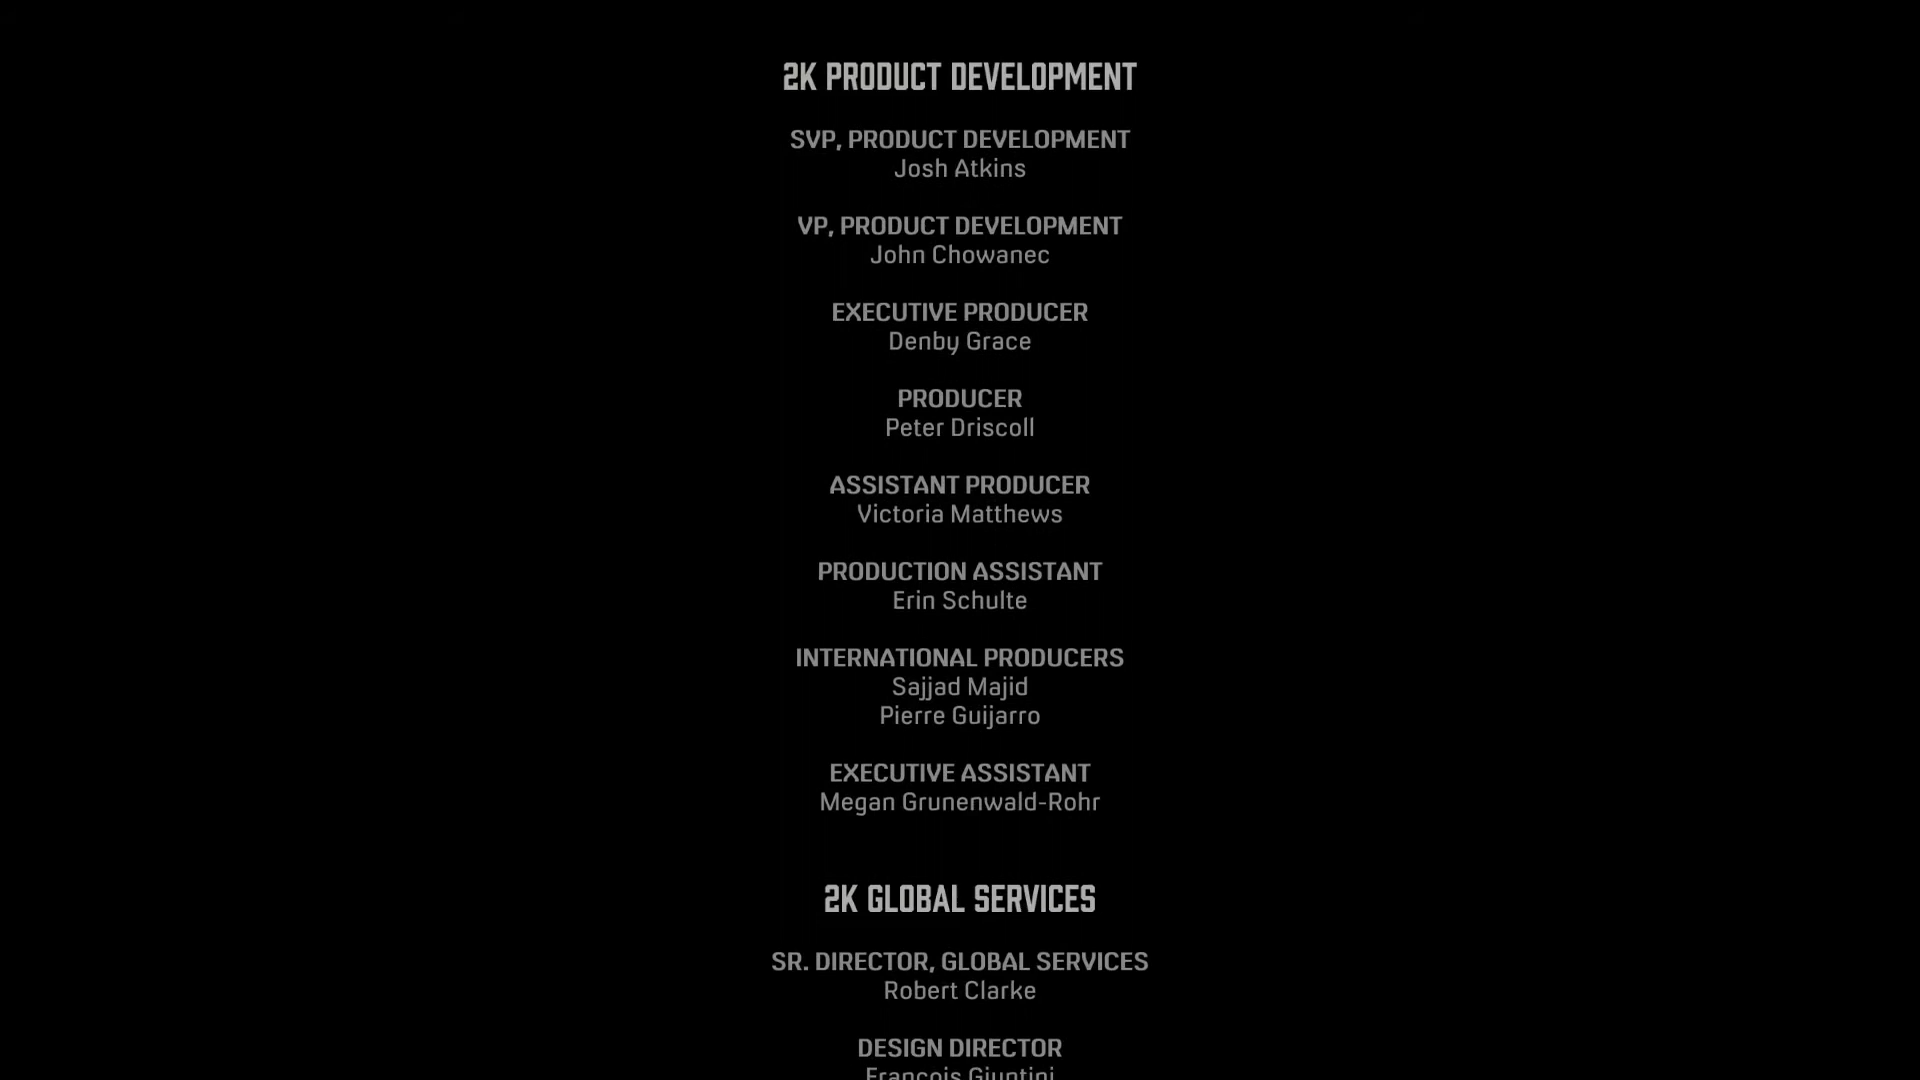 2K PRODUCT DEVELOPMENT
SVP, PRODUCT DEVELOPMENT
Josh Atkins
VP, PRODUCT DEVELOPMENT
John Chowanec
EXECUTIVE PRODUCER
Denby Grace
PRODUCER
Peter Driscoll
ASSISTANT PRODUCER
Victoria Matthews
PRODUCTION ASSISTANT
Erin Schulte
INTERNATIONAL PRODUCERS
Sajjad Majid
Pierre Guijarro
EXECUTIVE ASSISTANT
Megan Grunenwald-Rohr
2K GLOBAL SERVICES
SR. DIRECTOR, GLOBAL SERVICES
Robert Clarke
DESIGN DIRECTOR
Francois Giuntini